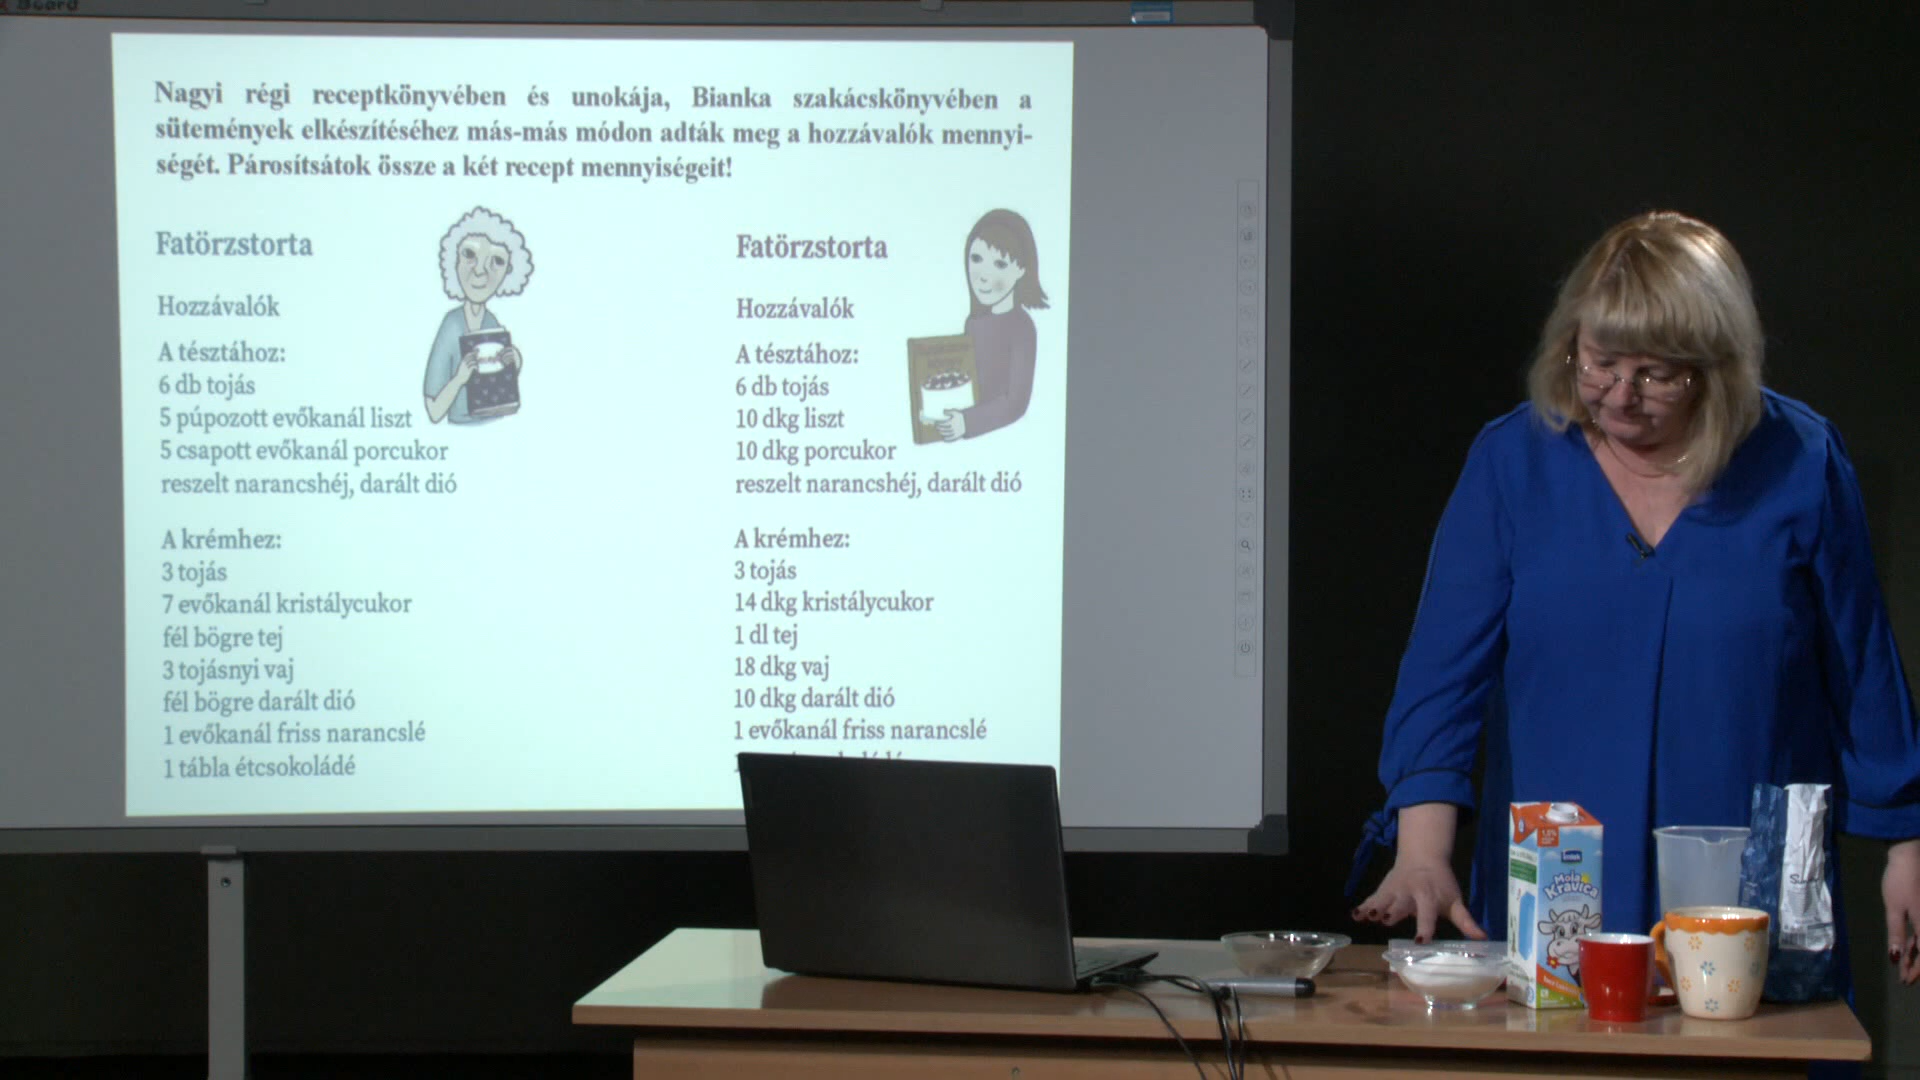 Board
Nagyi régi receptkönyvében és unokája, Bianka szakácskönyvében a
sütemények elkészítéséhez más-más módon adták meg a hozzávalók mennyi-
ségét. Párosítsátok össze a két recept mennyiségeit!
Fatörzstorta
Hozzávalók
A tésztához:
6 db tojás
5 púpozott evőkanál liszt
5 csapott evőkanál porcukor
reszelt narancshéj, darált dió
A krémhez:
3 tojás
7 evőkanál kristálycukor
fél bögre tej
3 tojásnyi vaj
fél bögre darált dió
1 evőkanál friss narancslé
1 tábla étcsokoládé
Fatörzstorta
Hozzávalók
A tésztához:
6 db tojás
10 dkg liszt
10 dkg porcukor
reszelt narancshéj, darált dió
A krémhez:
3 tojás
14 dkg kristálycukor
1 dl tej
18 dkg vaj
10 dkg darált dió
1 evőkanál friss narancslé
Moja
Kravica